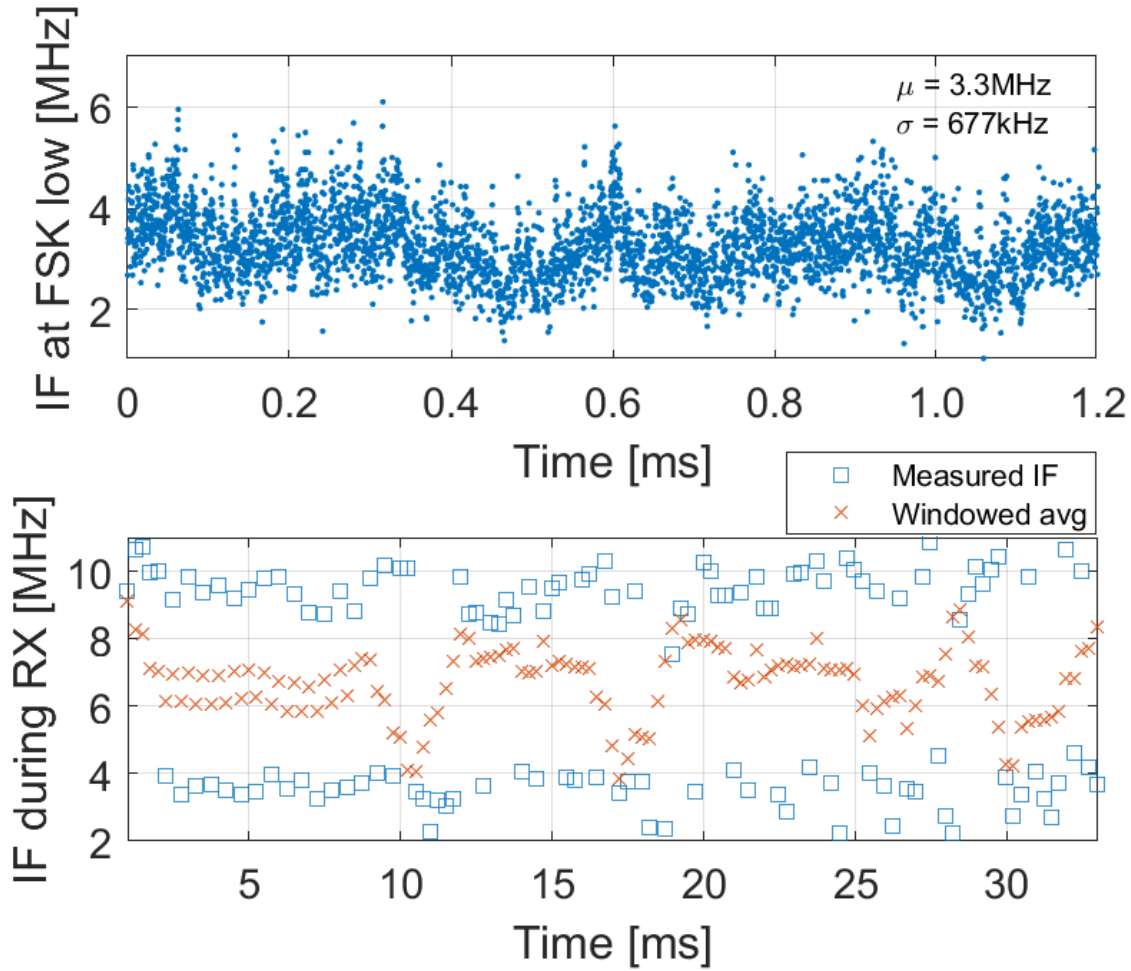 IF at FSK low [MHz]
6
4
2
μ = 3.3MHz
σ = 677kHz
0 0.2 0.4 0.6 0.8 1.0 1.2
Time [ms]
Measured IF
Windowed avg
IF during RX [MHz]
10
8
6
4
2
5 10 15 20 25 30
Time [ms]